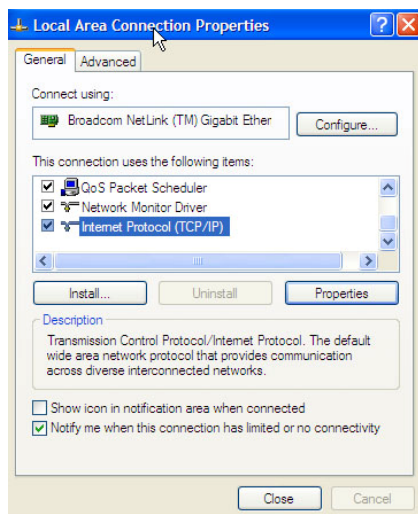 Local Area Connection Properties
General Advanced
Connect using:
Broadcom NetLink (TM) Gigabit Ether
Configure...
This connection uses the following items:
QoS Packet Scheduler
Network Monitor Driver
Internet Protocol (TCP/IP)
Install... Uninstall Properties
Description
Transmission Control Protocol/Internet Protocol. The default
wide area network protocol that provides communication
across diverse interconnected networks.
Show icon in notification area when connected
Notify me when this connection has limited or no connectivity
Close Cancel